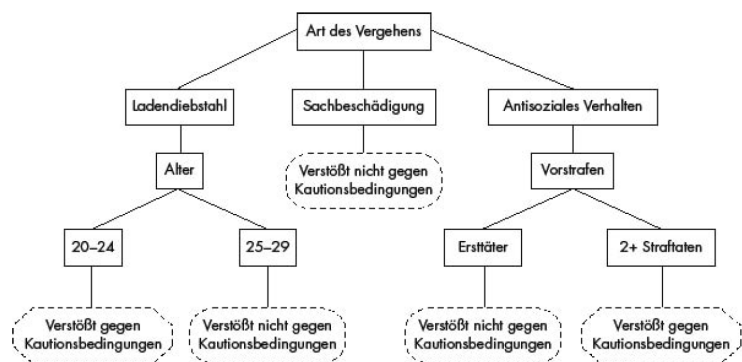 Art des Vergehens
Ladendiebstahl
Sachbeschädigung
Antisoziales Verhalten
Alter
Verstößt nicht gegen
Kautionsbedingungen
Vorstrafen
20–24
25–29
Ersttäter
2+ Straftaten
Verstößt gegen
Kautionsbedingungen
Verstößt nicht gegen
Kautionsbedingungen
Verstößt nicht gegen
Kautionsbedingungen
Verstößt gegen
Kautionsbedingungen